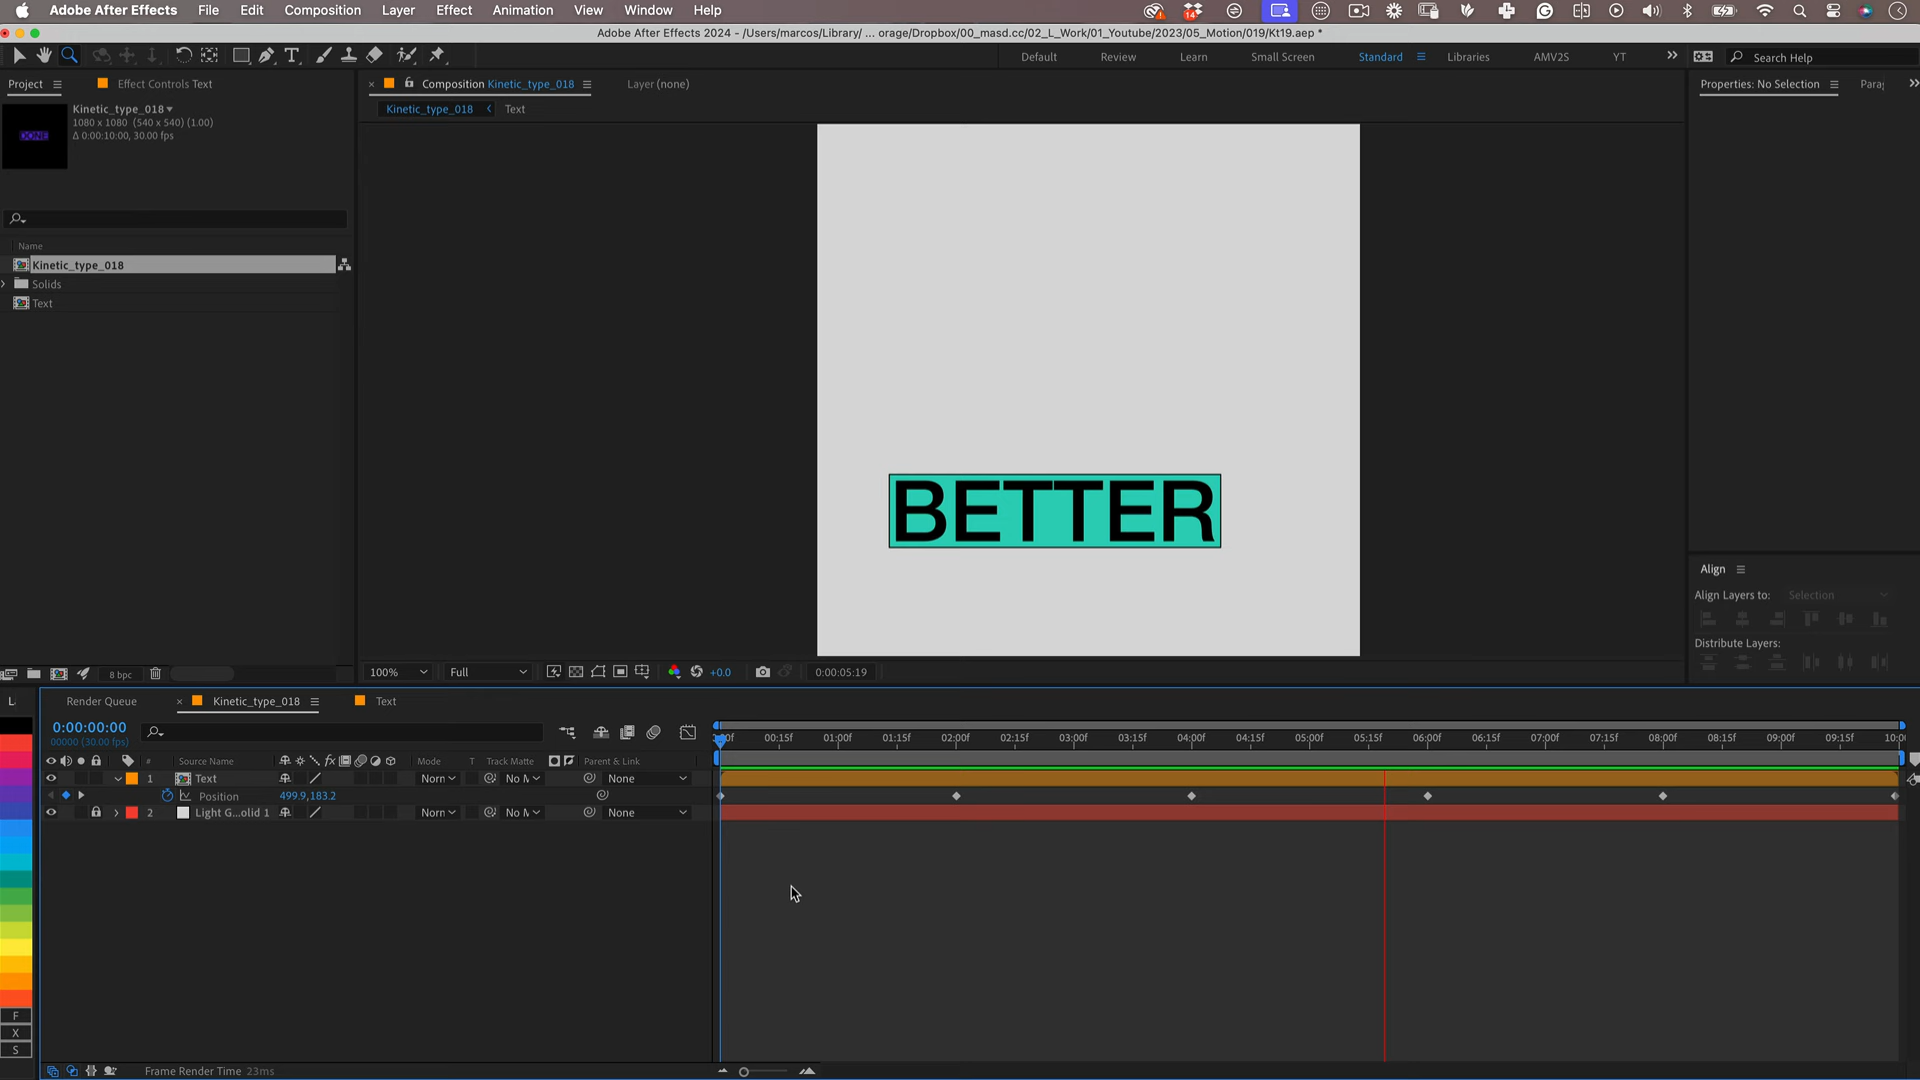 Adobe After Effects File Edit Composition Layer Effect Animation View Window Help
14
Adobe After Effects 2024 - /Users/marcos/Library/ ... orage/Dropbox/00_masd.cc/02_L_Work/01_Youtube/2023/05_Motion/019/Kt19.aep *
Default Review Learn Small Screen Standard Libraries AMV2S YT Search Help
Project Effect Controls Text
Composition Kinetic_type_018 Layer (none)
Properties: No Selection
Kinetic_type_018 Text
Kinetic_type_018
1080 x 1080 (540 x 540) (1.00)
Δ 0:00:10:00, 30.00 fps
DONE
Name
Kinetic_type_018
Solids
Text
BETTER
Align
Align Layers to: Selection
Distribute Layers:
8 bpc
100% Full +0.0 0:00:05:19
Render Queue Kinetic_type_018 Text
0:00:00:00
00000 (30.00 fps)
00:15f 01:00f 01:15f 02:00f 02:15f 03:00f 03:15f 04:00f 04:15f 05:00f 05:15f 06:00f 06:15f 07:00f 07:15f 08:00f 08:15f 09:00f 09:15f 10:0
# Source Name fx Mode T Track Matte Parent & Link
1 Text Norn No M None
Position 499.9,183.2
2 Light G...olid 1 Norn No M None
F
X
S
Frame Render Time 23ms